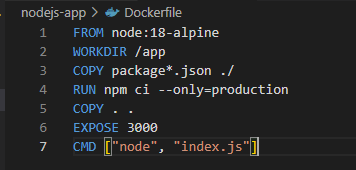 nodejs-app > Dockerfile
1 FROM node:18-alpine
2 WORKDIR /app
3 COPY package*.json ./
4 RUN npm ci --only=production
5 COPY . .
6 EXPOSE 3000
7 CMD ["node", "index.js"]